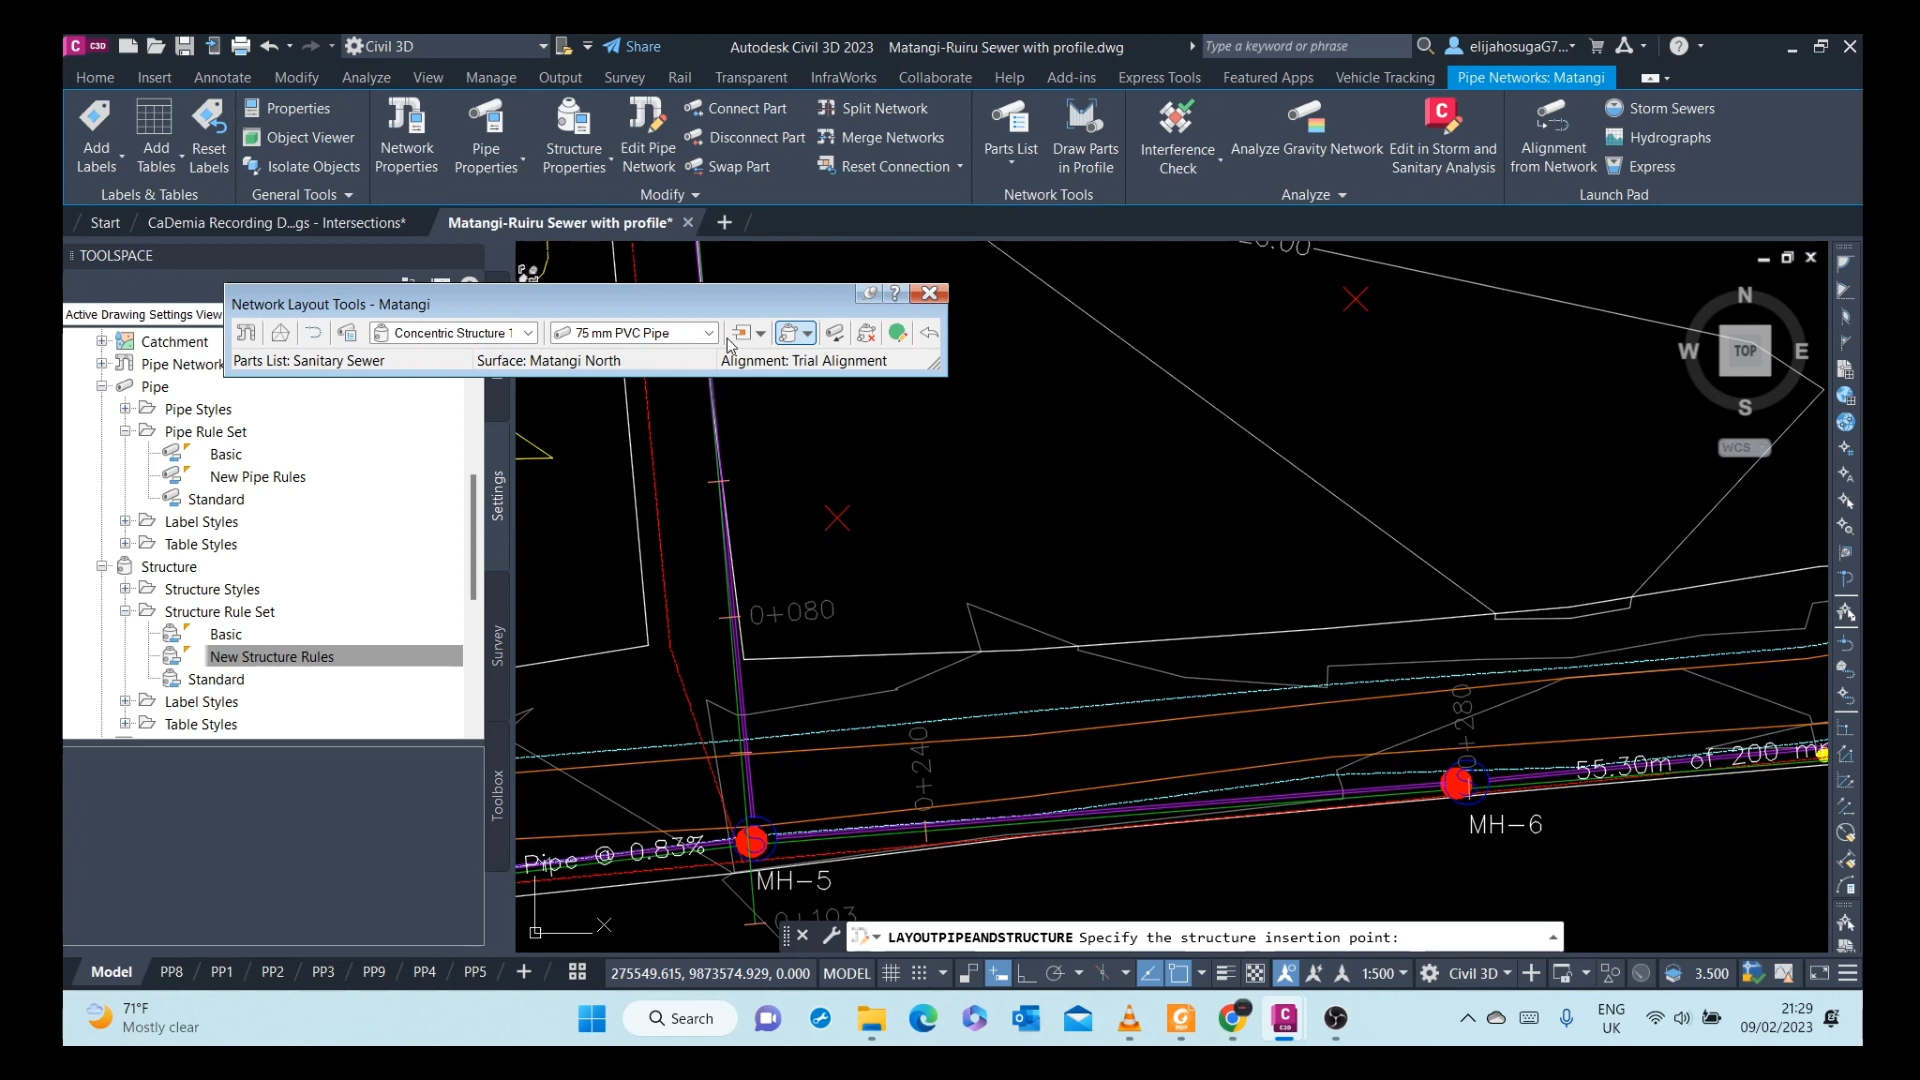 C C3D Civil 3D Share Autodesk Civil 3D 2023 Matangi-Ruiru Sewer with profile.dwg Type a keyword or phrase elijahosugaG7...
Home Insert Annotate Modify Analyze View Manage Output Survey Rail Transparent InfraWorks Collaborate Help Add-ins Express Tools Featured Apps Vehicle Tracking Pipe Networks: Matangi
Properties Connect Part Split Network Storm Sewers
Object Viewer Disconnect Part Merge Networks Hydrographs
Add Labels Add Tables Reset Labels Network Properties Pipe Properties Structure Properties Edit Pipe Network Parts List Draw Parts in Profile Interference Check Analyze Gravity Network Edit in Storm and Sanitary Analysis Alignment from Network
Isolate Objects Swap Part Reset Connection Express
Labels & Tables General Tools Modify Network Tools Analyze Launch Pad
Start CaDemia Recording D...gs - Intersections* Matangi-Ruiru Sewer with profile*
TOOLSPACE
Active Drawing Settings View
Network Layout Tools - Matangi
Concentric Structure 75 mm PVC Pipe
Parts List: Sanitary Sewer Surface: Matangi North Alignment: Trial Alignment
Catchment
Pipe Network
Pipe
Pipe Styles
Pipe Rule Set
Basic
New Pipe Rules
Standard
Label Styles
Table Styles
Structure
Structure Styles
Structure Rule Set
Basic
New Structure Rules
Standard
Label Styles
Table Styles
Settings
Survey
Toolbox
N
W TOP E
S
WCS
0+080
0+240
0+280
55.30m of 200 m
MH-6
Pipe @ 0.83%
MH-5
0+103
X
LAYOUTPIPEANDSTRUCTURE Specify the structure insertion point:
Model PP8 PP1 PP2 PP3 PP9 PP4 PP5 275549.615, 9873574.929, 0.000 MODEL 1:500 Civil 3D 3.500
71°F
Mostly clear
Search
ENG
UK
21:29
09/02/2023